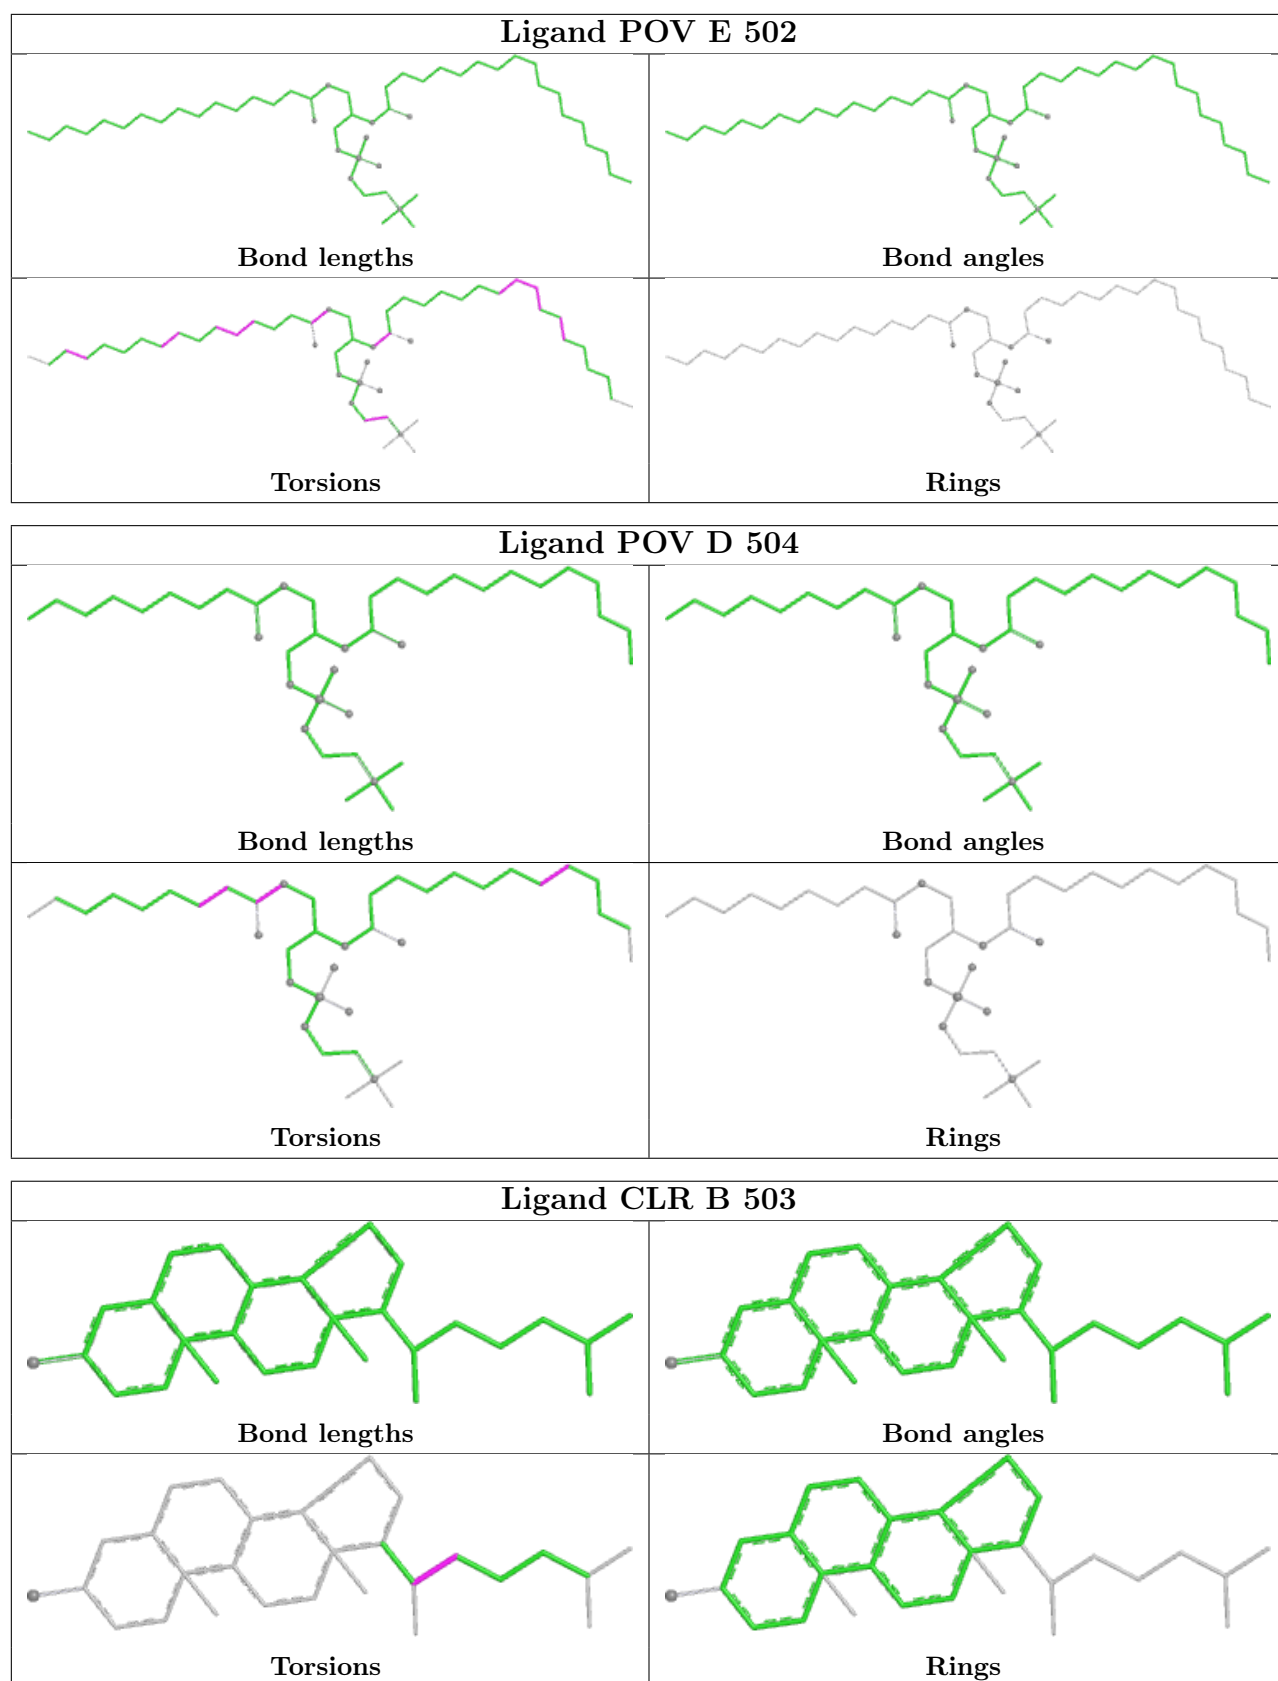 Ligand POV E 502
Bond lengths
Bond angles
Torsions
Rings
Ligand POV D 504
Bond lengths
Bond angles
Torsions
Rings
Ligand CLR B 503
Bond lengths
Bond angles
Torsions
Rings